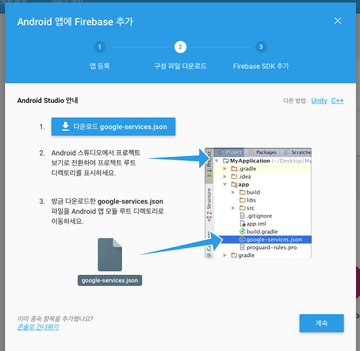 Android 앱에 Firebase 추가
1
2
3
앱 등록
구성 파일 다운로드
Firebase SDK 추가
Android Studio 안내
다른 방법: Unity C++
1. 다운로드 google-services.json
2. Android 스튜디오에서 프로젝트
보기로 전환하여 프로젝트 루트
디렉터리를 표시하세요.
3. 방금 다운로드한 google-services.json
파일을 Android 앱 모듈 루트 디렉터리로
이동하세요.
google-services.json
Project
Packages
Scratches
MyApplication (~/Desktop/My
.gradle
.idea
app
build
libs
src
.gitignore
app.iml
build.gradle
google-services.json
proguard-rules.pro
gradle
이미 종속 항목을 추가했나요?
콘솔로 건너뛰기
계속